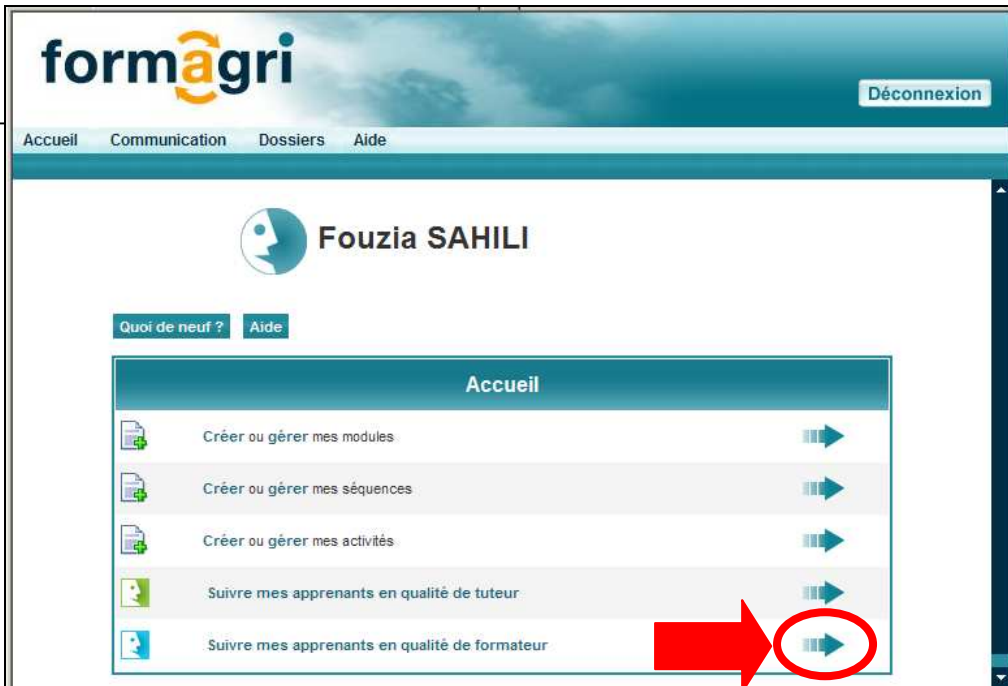 formagri
Déconnexion
Accueil Communication Dossiers Aide
Fouzia SAHILI
Quoi de neuf ? Aide
Accueil
Créer ou gérer mes modules
Créer ou gérer mes séquences
Créer ou gérer mes activités
Suivre mes apprenants en qualité de tuteur
Suivre mes apprenants en qualité de formateur